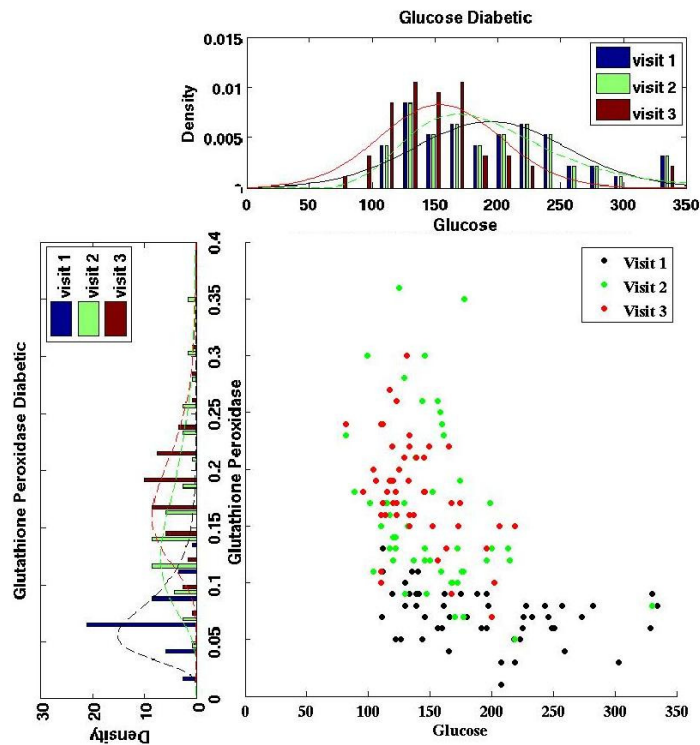 Glucose Diabetic
0.015
0.01
0.005
Density
visit 1
visit 2
visit 3
0 50 100 150 200 250 300 350
Glucose
Glutathione Peroxidase Diabetic
visit 1
visit 2
visit 3
0 0.05 0.1 0.15 0.2 0.25 0.3 0.35 0.4
30 20 10 0
Density
Glutathione Peroxidase
Visit 1
Visit 2
Visit 3
0 50 100 150 200 250 300 350
Glucose